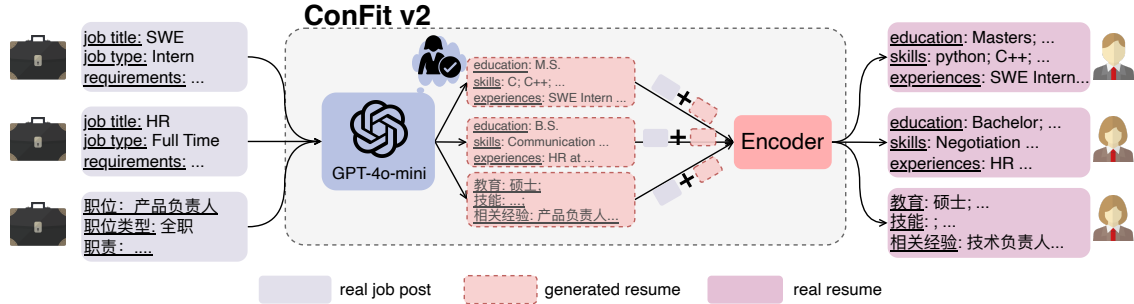 ConFit v2
job title: SWE
job type: Intern
requirements: ...
job title: HR
job type: Full Time
requirements: ...
职位：产品负责人
职位类型: 全职
职责： ....
GPT-4o-mini
education: M.S.
skills: C; C++; ...
experiences: SWE Intern ...
education: B.S.
skills: Communication ...
experiences: HR at ...
教育: 硕士;
技能: ...;
相关经验: 产品负责人...
+
+
+
Encoder
education: Masters; ...
skills: python; C++; ...
experiences: SWE Intern...
education: Bachelor; ...
skills: Negotiation ...
experiences: HR ...
教育: 硕士; ...
技能: ; ...
相关经验: 技术负责人...
real job post
generated resume
real resume